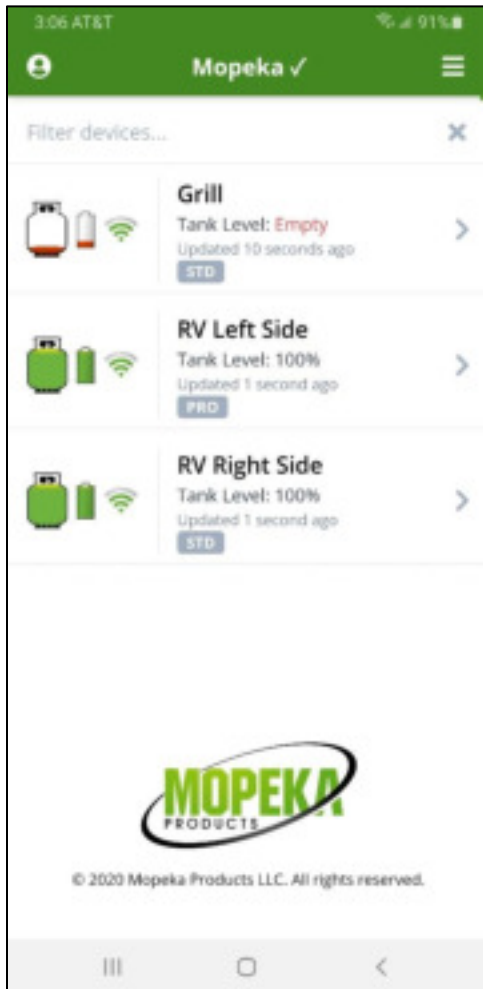 3:06 AT&T 91%
Mopeka ✓
Filter devices...
Grill
Tank Level: Empty
Updated 10 seconds ago
STD
RV Left Side
Tank Level: 100%
Updated 1 second ago
PRO
RV Right Side
Tank Level: 100%
Updated 1 second ago
STD
MOPEKA
PRODUCTS
© 2020 Mopeka Products LLC. All rights reserved.